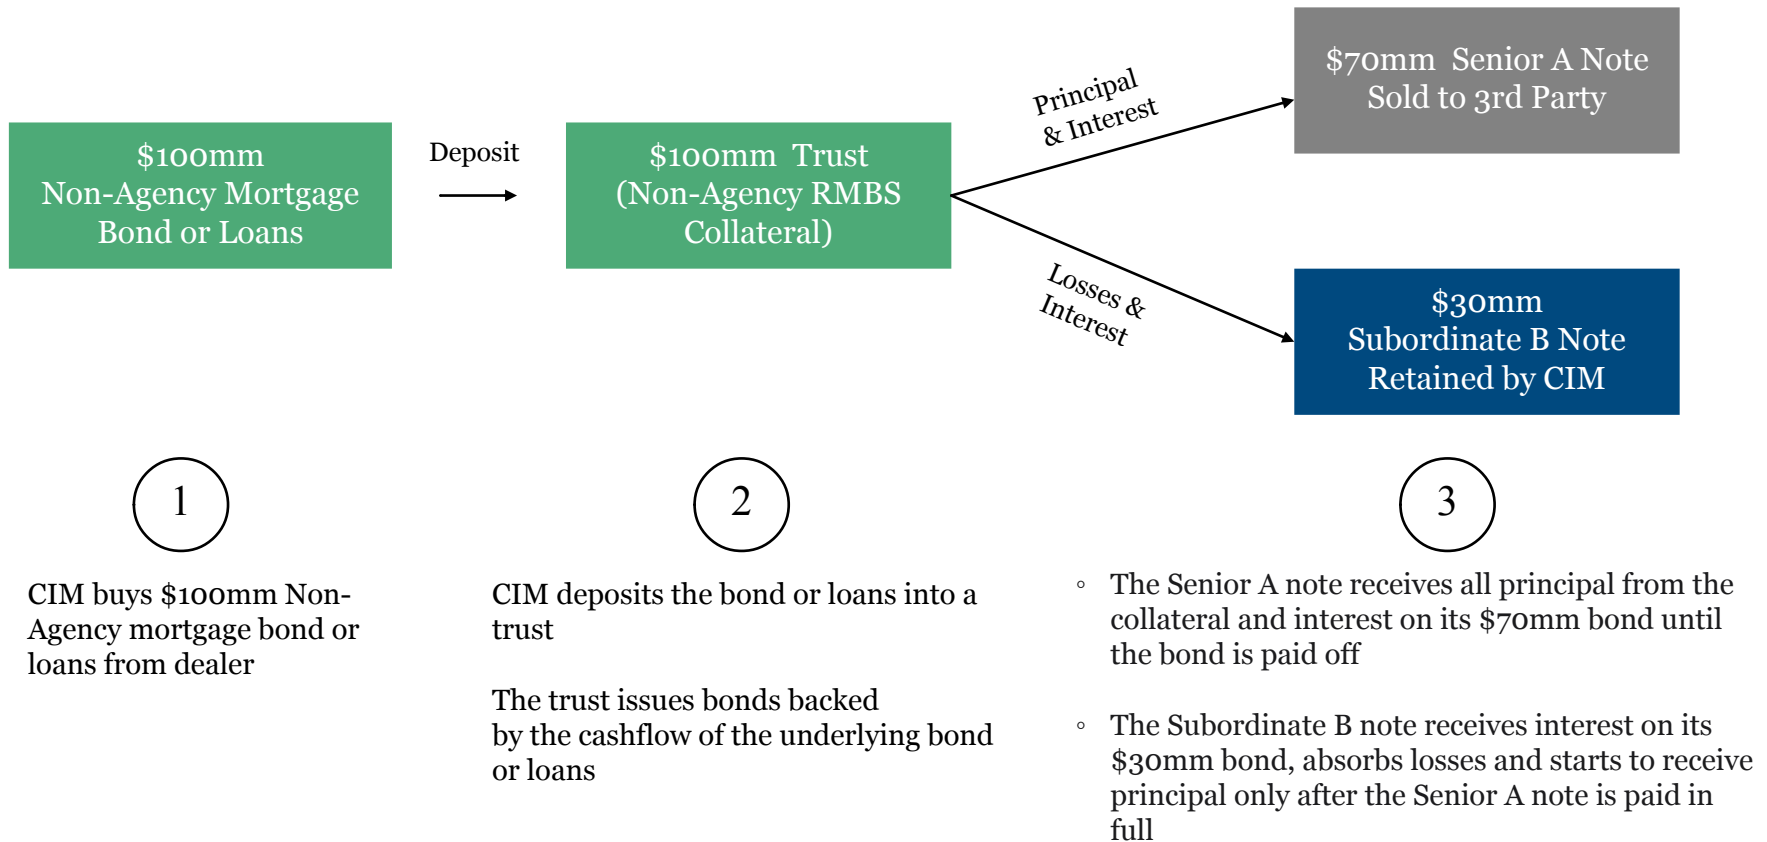 $100mm
Non-Agency Mortgage
Bond or Loans
Deposit
$100mm Trust
(Non-Agency RMBS
Collateral)
Principal
& Interest
Losses &
Interest
$70mm Senior A Note
Sold to 3rd Party
$30mm
Subordinate B Note
Retained by CIM
1
CIM buys $100mm Non-
Agency mortgage bond or
loans from dealer
2
CIM deposits the bond or loans into a
trust
The trust issues bonds backed
by the cashflow of the underlying bond
or loans
3
◦ The Senior A note receives all principal from the
collateral and interest on its $70mm bond until
the bond is paid off
◦ The Subordinate B note receives interest on its
$30mm bond, absorbs losses and starts to receive
principal only after the Senior A note is paid in
full